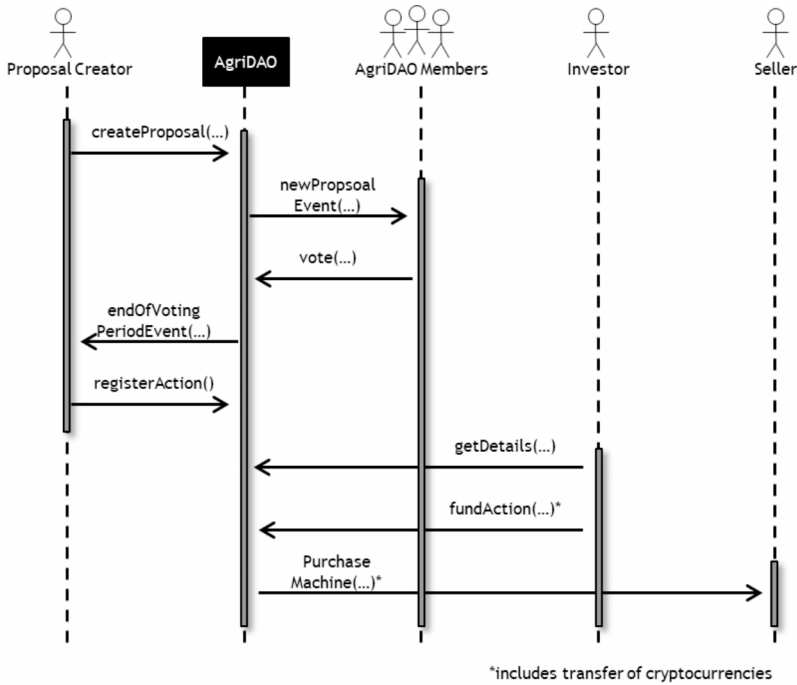 Proposal Creator
AgriDAO
AgriDAO Members
Investor
Seller
createProposal(...)
newPropsoal
Event(...)
vote(...)
endOfVoting
PeriodEvent(...)
registerAction()
getDetails(...)
fundAction(...)*
Purchase
Machine(...)*
*includes transfer of cryptocurrencies